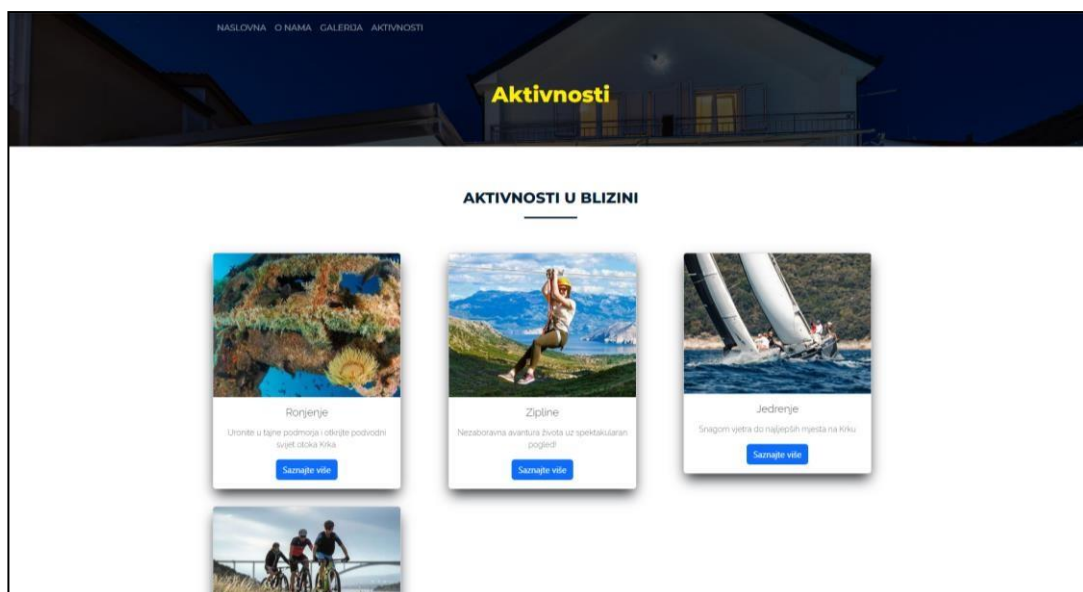 NASLOVNA O NAMA GALERIJA AKTIVNOSTI
Aktivnosti
AKTIVNOSTI U BLIZINI
Ronjenje
Uronite u tajne podmorja i otkrijte podvodni
svijet otoka Krka
Saznajte više
Zipline
Nezaboravna avantura života uz spektakularan
pogled!
Saznajte više
Jedrenje
Snagom vjetra do najljepših mjesta na Krku
Saznajte više